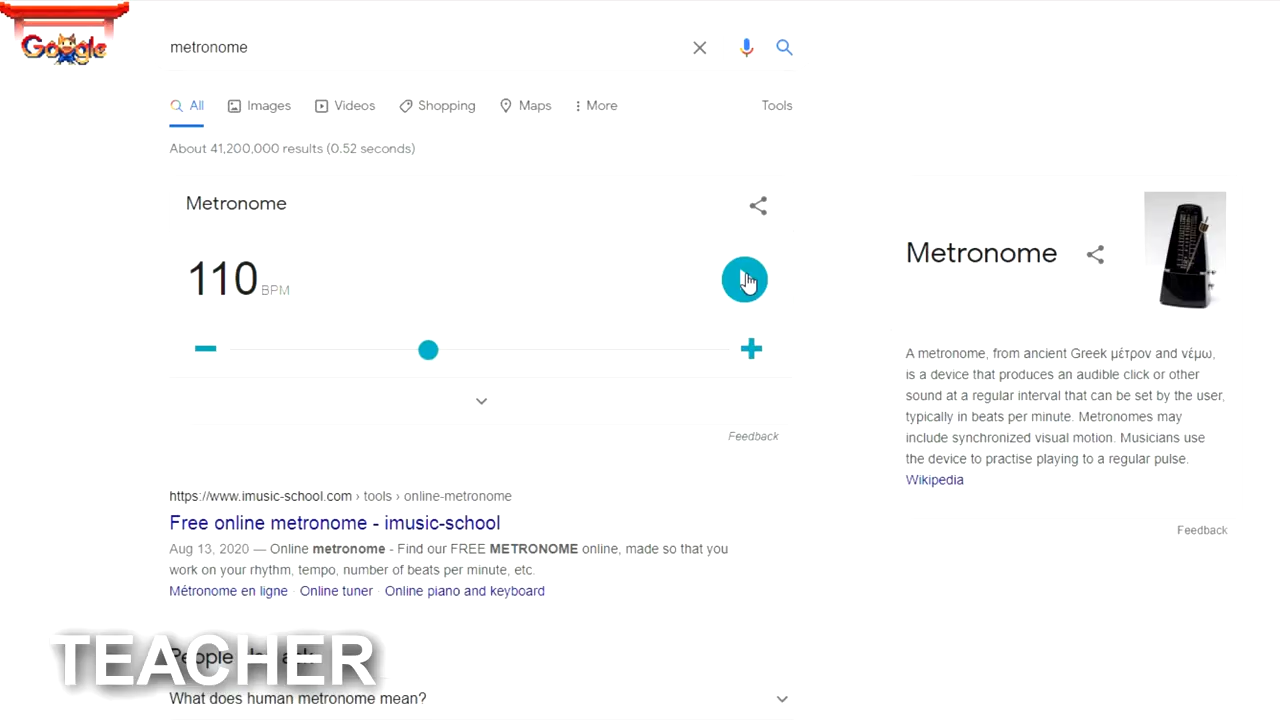 Google
metronome
All Images Videos Shopping Maps More Tools
About 41,200,000 results (0.52 seconds)
Metronome
110 BPM
Feedback
https://www.imusic-school.com › tools › online-metronome
Free online metronome - imusic-school
Aug 13, 2020 — Online metronome - Find our FREE METRONOME online, made so that you
work on your rhythm, tempo, number of beats per minute, etc.
Métronome en ligne · Online tuner · Online piano and keyboard
People
What does human metronome mean?
TEACHER
Metronome
A metronome, from ancient Greek μέτρον and νέμω,
is a device that produces an audible click or other
sound at a regular interval that can be set by the user,
typically in beats per minute. Metronomes may
include synchronized visual motion. Musicians use
the device to practise playing to a regular pulse.
Wikipedia
Feedback